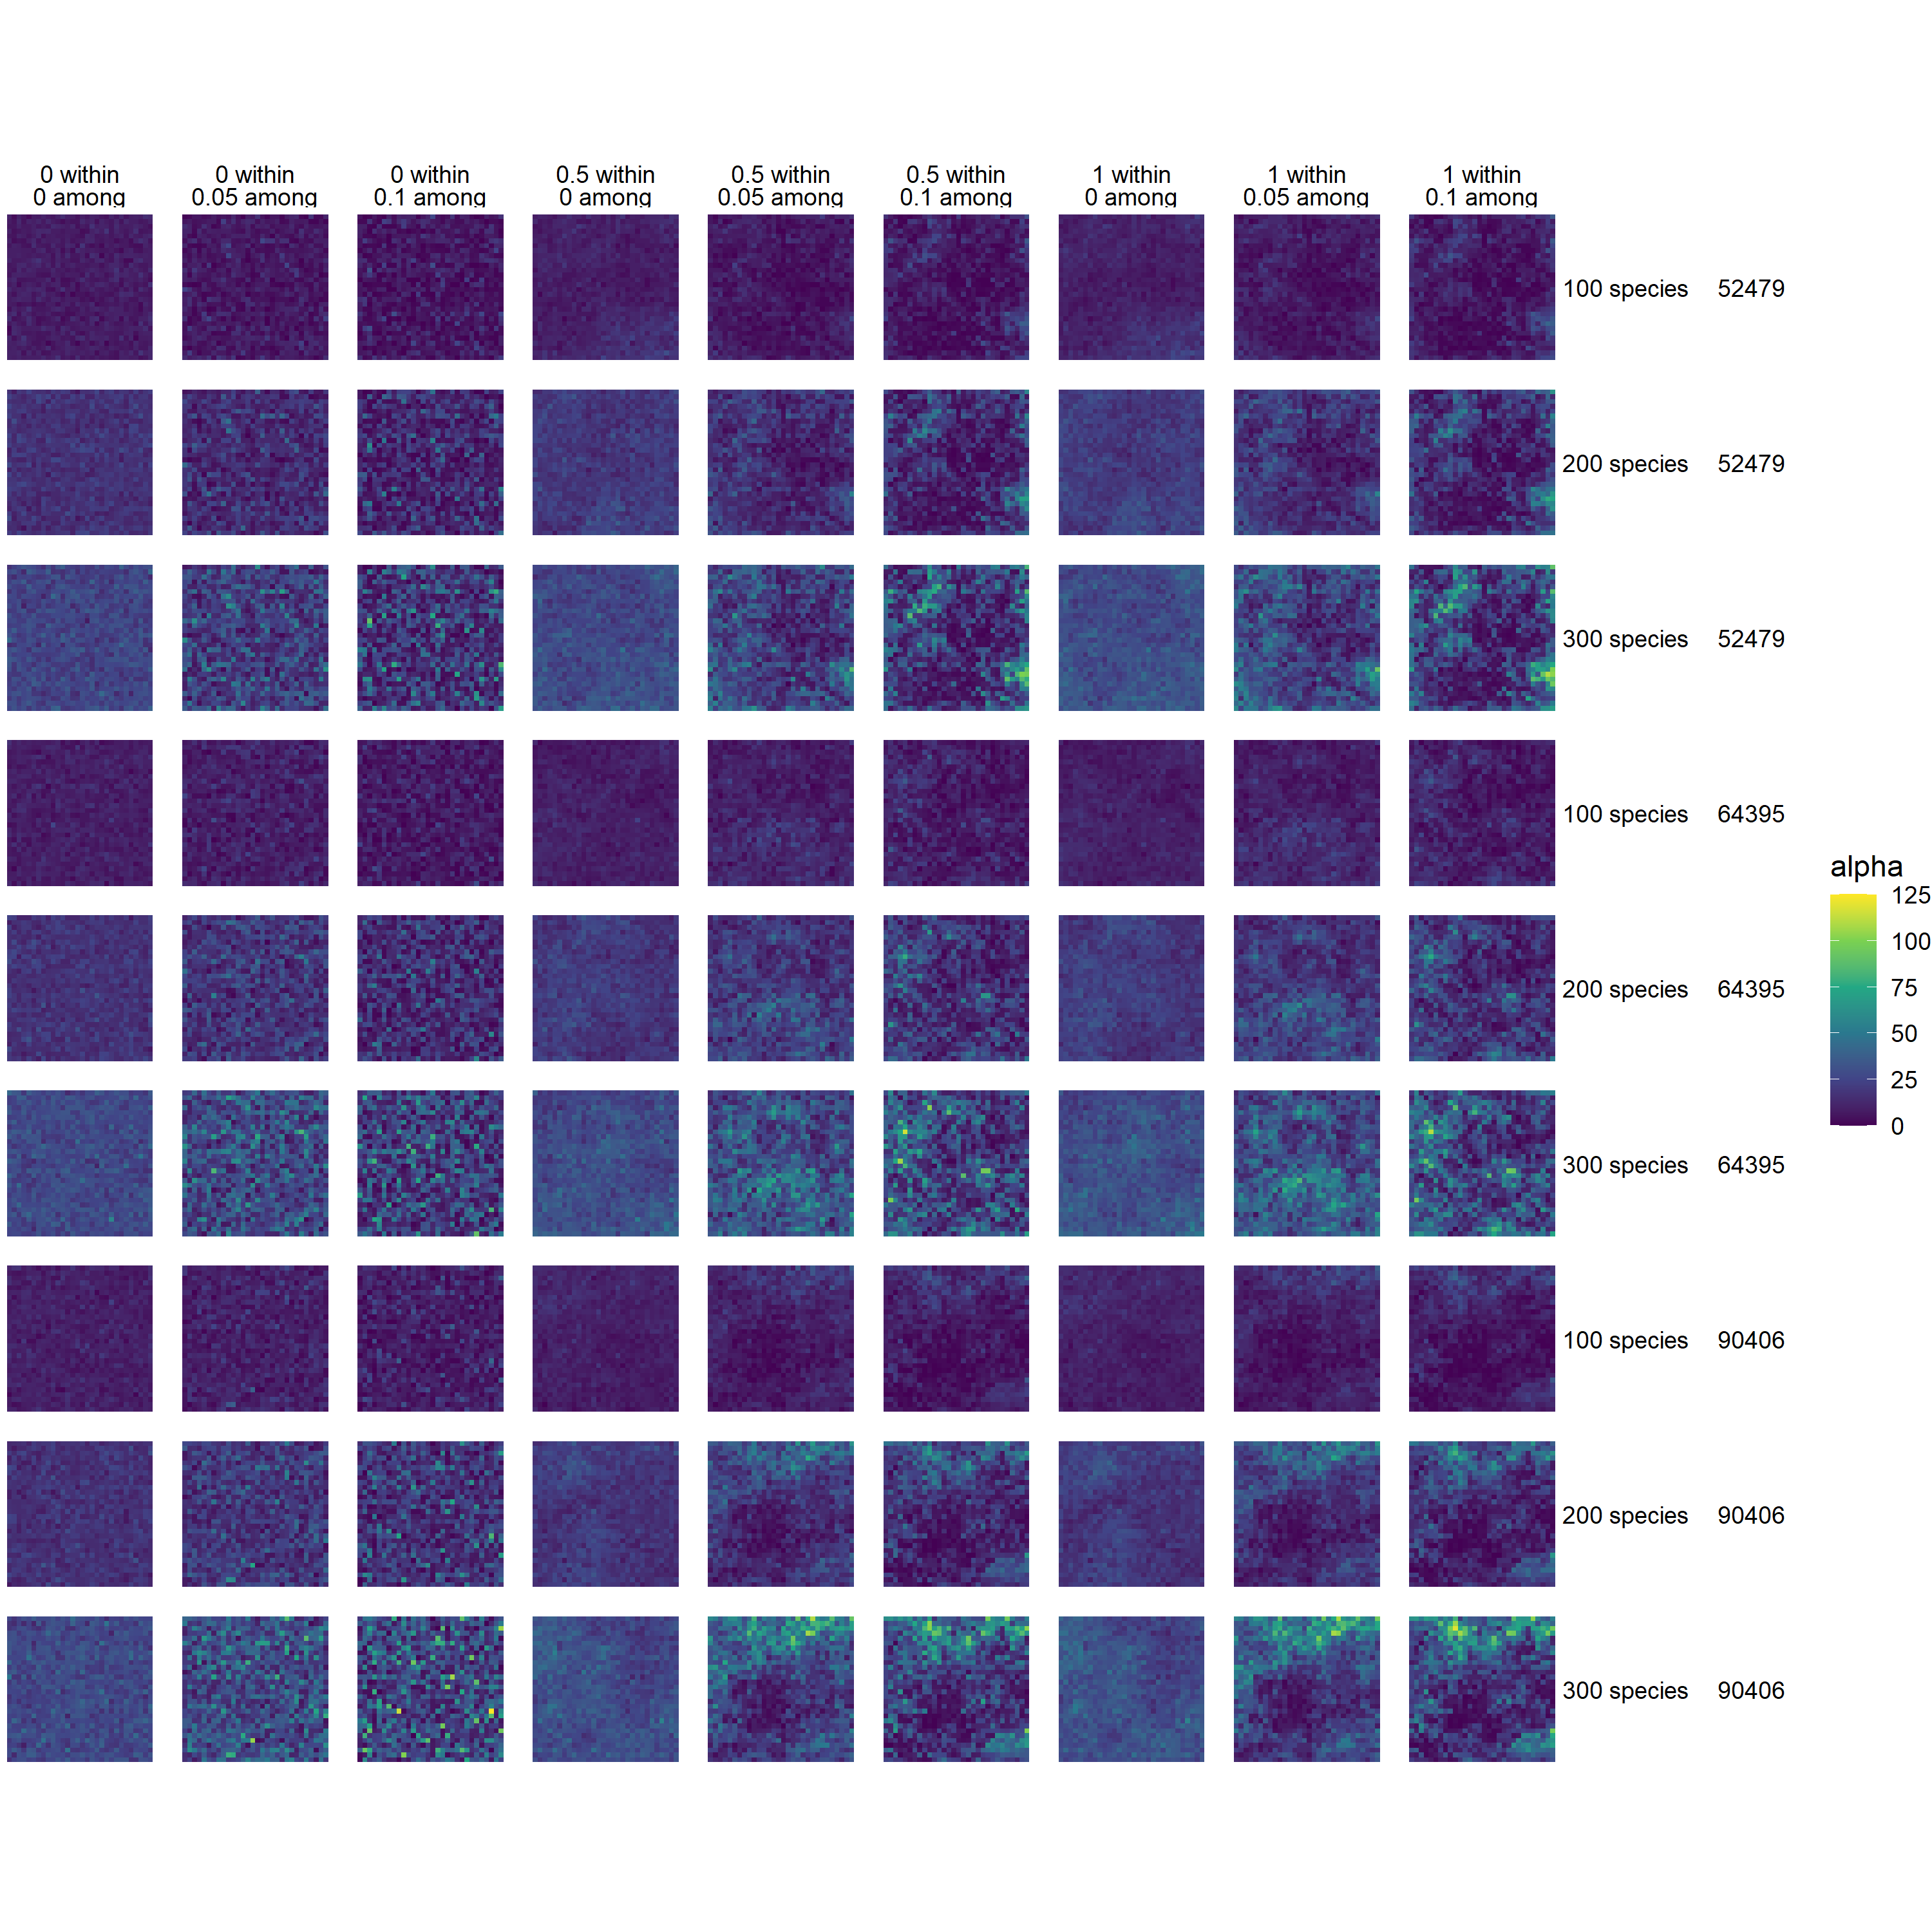 0 within
0 among
0 within
0.05 among
0 within
0.1 among
0.5 within
0 among
0.5 within
0.05 among
0.5 within
0.1 among
1 within
0 among
1 within
0.05 among
1 within
0.1 among
100 species 52479
200 species 52479
300 species 52479
100 species 64395
200 species 64395
300 species 64395
100 species 90406
200 species 90406
300 species 90406
alpha
125
100
75
50
25
0